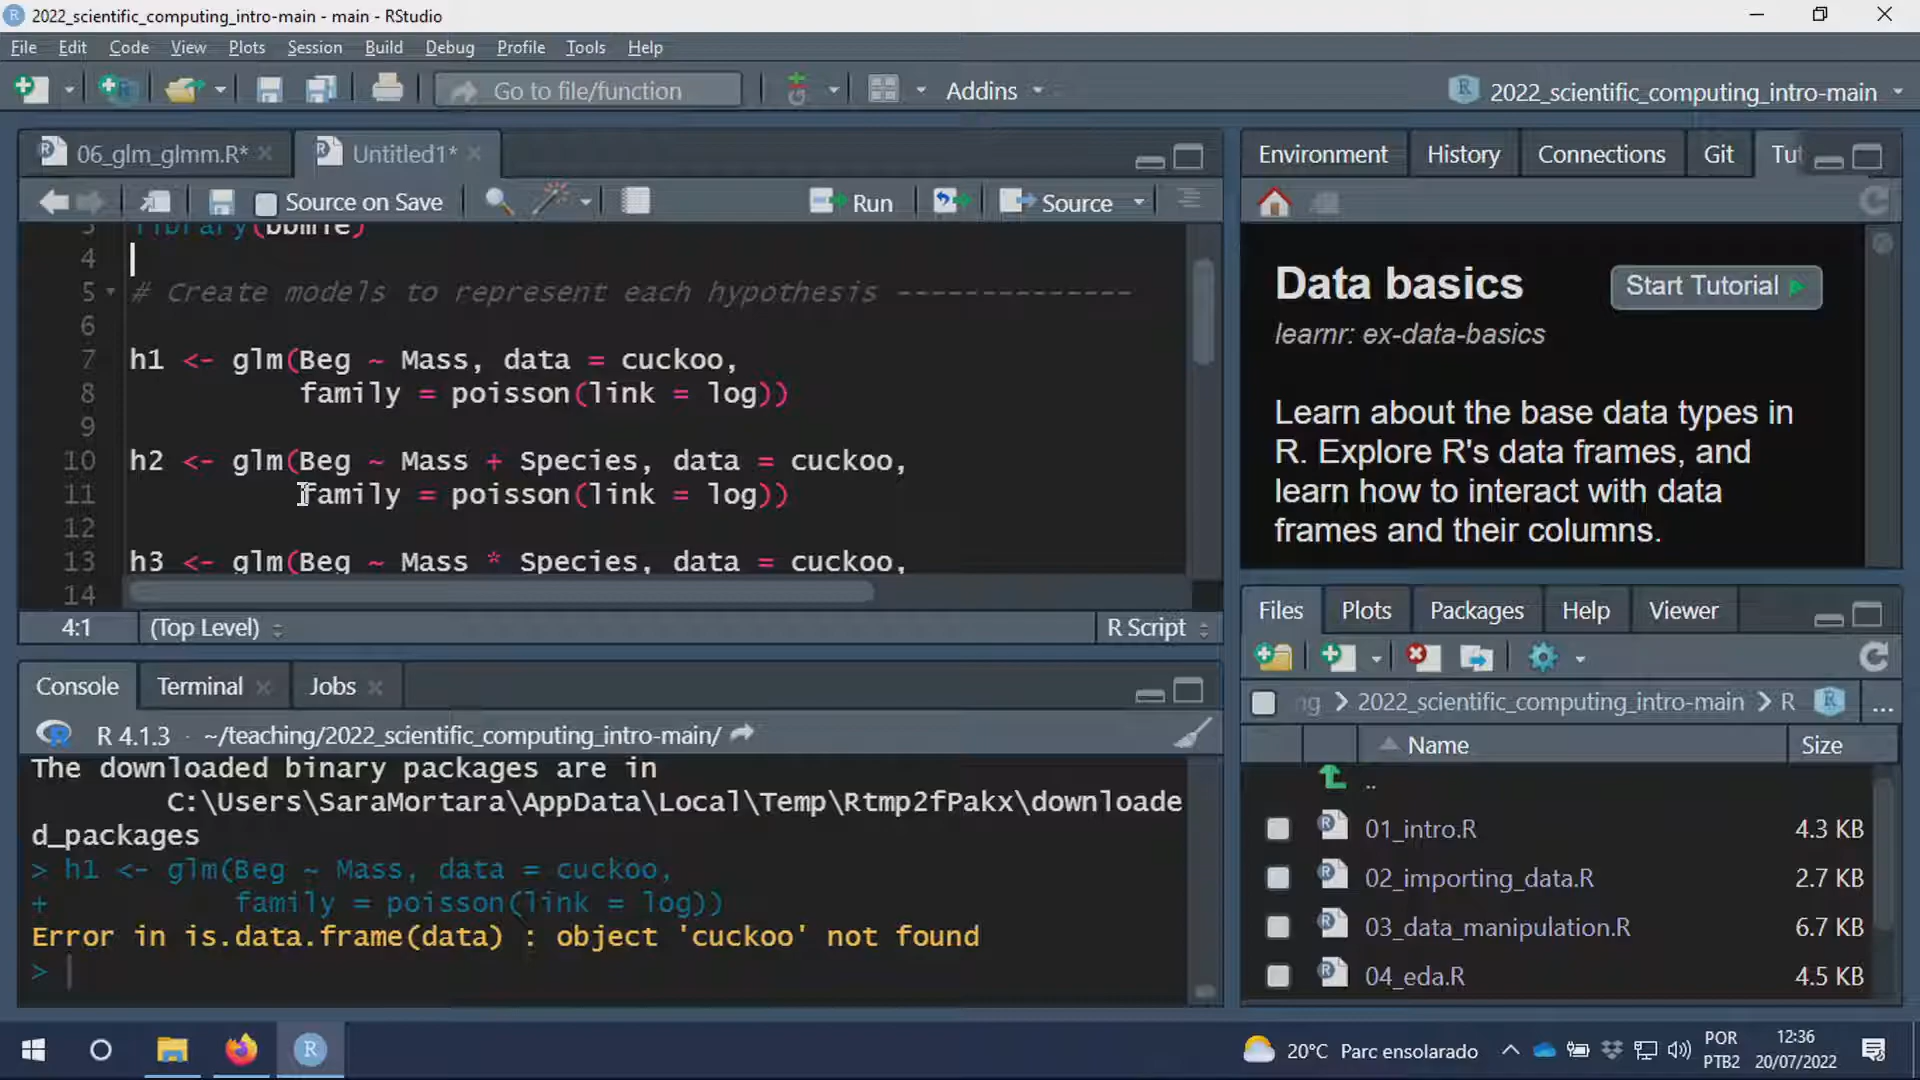 2022_scientific_computing_intro-main - main - RStudio
File Edit Code View Plots Session Build Debug Profile Tools Help
Go to file/function Addins 2022_scientific_computing_intro-main
06_glm_glmm.R* Untitled1*
Source on Save Run Source
3 library(bbmle)
4
5 # Create models to represent each hypothesis --------------
6
7 h1 <- glm(Beg ~ Mass, data = cuckoo,
8 family = poisson(link = log))
9
10 h2 <- glm(Beg ~ Mass + Species, data = cuckoo,
11 family = poisson(link = log))
12
13 h3 <- glm(Beg ~ Mass * Species, data = cuckoo,
14
4:1 (Top Level) R Script
Console Terminal Jobs
R 4.1.3 · ~/teaching/2022_scientific_computing_intro-main/
The downloaded binary packages are in
C:\Users\SaraMortara\AppData\Local\Temp\Rtmp2fPakx\downloade
d_packages
> h1 <- glm(Beg ~ Mass, data = cuckoo,
+ family = poisson(link = log))
Error in is.data.frame(data) : object 'cuckoo' not found
>
Environment History Connections Git Tut
Data basics
Start Tutorial
learnr: ex-data-basics
Learn about the base data types in
R. Explore R's data frames, and
learn how to interact with data
frames and their columns.
Files Plots Packages Help Viewer
ng > 2022_scientific_computing_intro-main > R ...
Name Size
..
01_intro.R 4.3 KB
02_importing_data.R 2.7 KB
03_data_manipulation.R 6.7 KB
04_eda.R 4.5 KB
20°C Parc ensolarado
POR
PTB2
12:36
20/07/2022